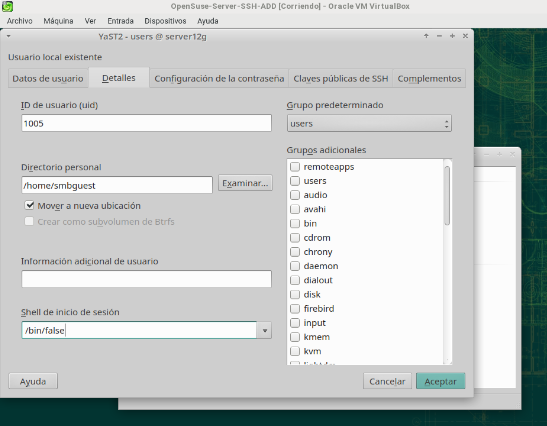 OpenSuse-Server-SSH-ADD [Corriendo] - Oracle VM VirtualBox
Archivo Máquina Ver Entrada Dispositivos Ayuda
YaST2 - users @ server12g
Usuario local existente
Datos de usuario Detalles Configuración de la contraseña Claves públicas de SSH Complementos
ID de usuario (uid)
1005
Directorio personal
/home/smbguest Examinar...
Mover a nueva ubicación
Crear como subvolumen de Btrfs
Información adicional de usuario
Shell de inicio de sesión
/bin/false
Grupo predeterminado
users
Grupos adicionales
remoteapps
users
audio
avahi
bin
cdrom
chrony
daemon
dialout
disk
firebird
input
kmem
kvm
Ayuda Cancelar Aceptar